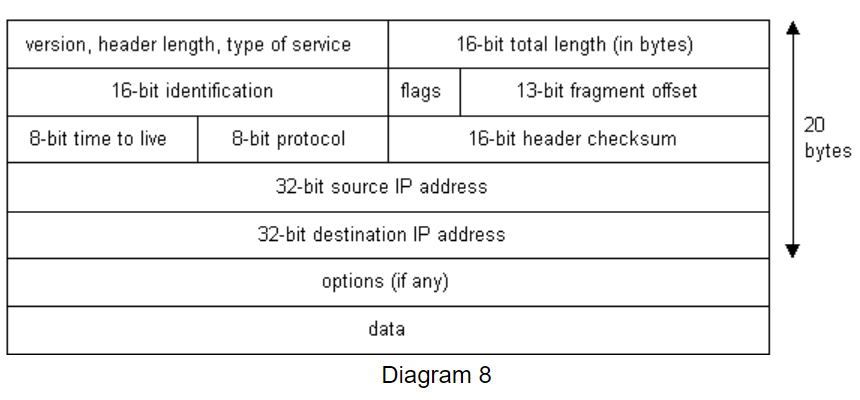 version, header length, type of service
16-bit total length (in bytes)
16-bit identification
flags
13-bit fragment offset
8-bit time to live
8-bit protocol
16-bit header checksum
20
bytes
32-bit source IP address
32-bit destination IP address
options (if any)
data
Diagram 8